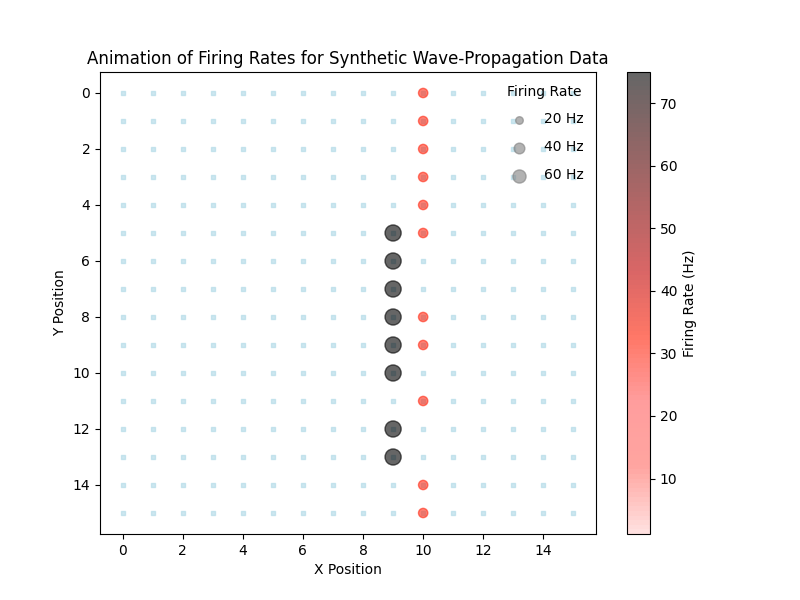 Animation of Firing Rates for Synthetic Wave-Propagation Data
Firing Rate
20 Hz
40 Hz
60 Hz
0
2
4
6
8
10
12
14
Y Position
0 2 4 6 8 10 12 14
X Position
70
60
50
40
30
20
10
Firing Rate (Hz)